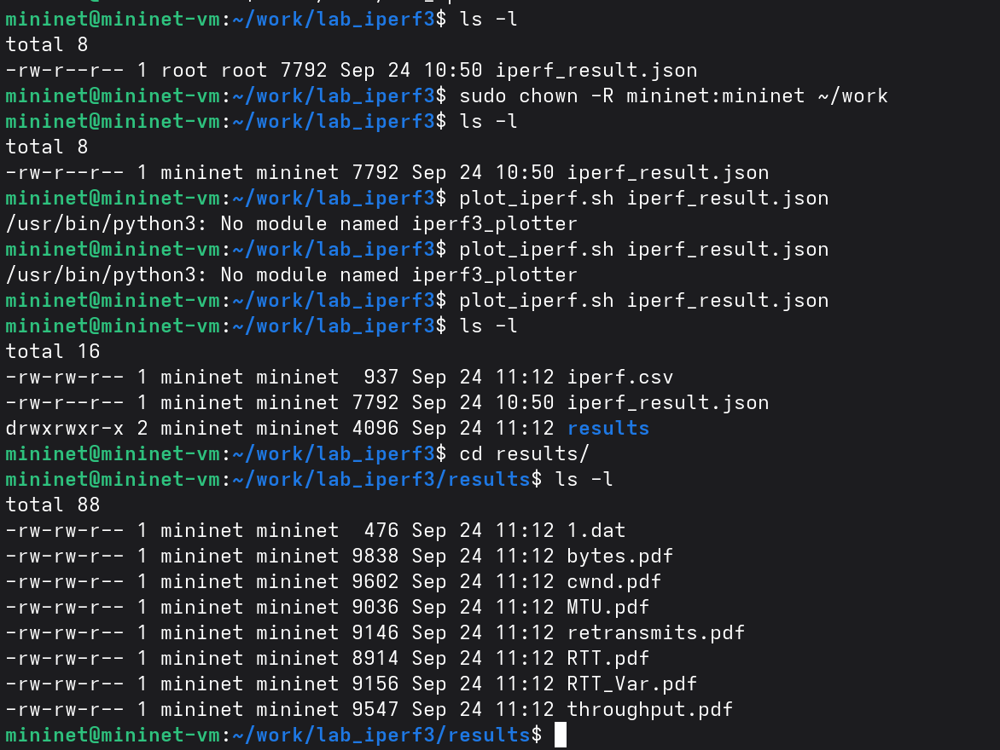 mininet@mininet-vm:~/work/lab_iperf3$ ls -l
total 8
-rw-r--r-- 1 root root 7792 Sep 24 10:50 iperf_result.json
mininet@mininet-vm:~/work/lab_iperf3$ sudo chown -R mininet:mininet ~/work
mininet@mininet-vm:~/work/lab_iperf3$ ls -l
total 8
-rw-r--r-- 1 mininet mininet 7792 Sep 24 10:50 iperf_result.json
mininet@mininet-vm:~/work/lab_iperf3$ plot_iperf.sh iperf_result.json
/usr/bin/python3: No module named iperf3_plotter
mininet@mininet-vm:~/work/lab_iperf3$ plot_iperf.sh iperf_result.json
/usr/bin/python3: No module named iperf3_plotter
mininet@mininet-vm:~/work/lab_iperf3$ plot_iperf.sh iperf_result.json
mininet@mininet-vm:~/work/lab_iperf3$ ls -l
total 16
-rw-rw-r-- 1 mininet mininet  937 Sep 24 11:12 iperf.csv
-rw-r--r-- 1 mininet mininet 7792 Sep 24 10:50 iperf_result.json
drwxrwxr-x 2 mininet mininet 4096 Sep 24 11:12 results
mininet@mininet-vm:~/work/lab_iperf3$ cd results/
mininet@mininet-vm:~/work/lab_iperf3/results$ ls -l
total 88
-rw-rw-r-- 1 mininet mininet  476 Sep 24 11:12 1.dat
-rw-rw-r-- 1 mininet mininet 9838 Sep 24 11:12 bytes.pdf
-rw-rw-r-- 1 mininet mininet 9602 Sep 24 11:12 cwnd.pdf
-rw-rw-r-- 1 mininet mininet 9036 Sep 24 11:12 MTU.pdf
-rw-rw-r-- 1 mininet mininet 9146 Sep 24 11:12 retransmits.pdf
-rw-rw-r-- 1 mininet mininet 8914 Sep 24 11:12 RTT.pdf
-rw-rw-r-- 1 mininet mininet 9156 Sep 24 11:12 RTT_Var.pdf
-rw-rw-r-- 1 mininet mininet 9547 Sep 24 11:12 throughput.pdf
mininet@mininet-vm:~/work/lab_iperf3/results$